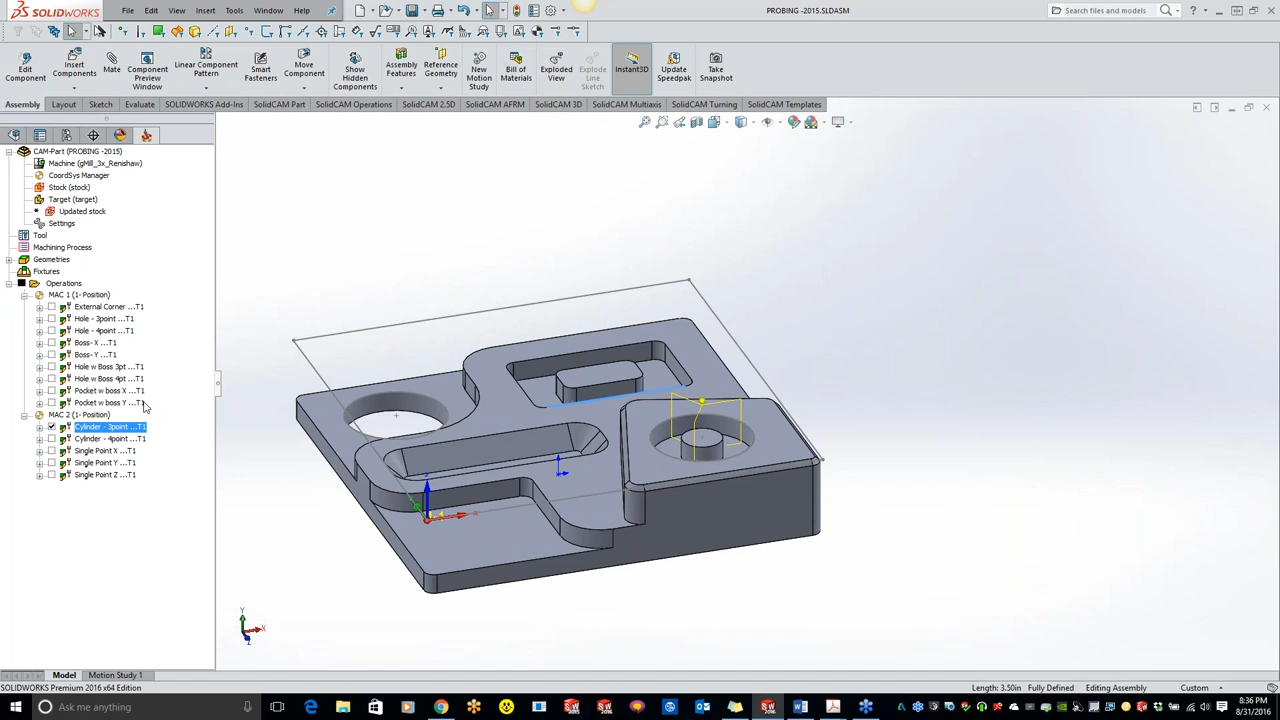 SOLIDWORKS File Edit View Insert Tools Window Help PROBING -2015.SLDASM Search files and models
Edit Component
Insert Components
Mate
Component Preview Window
Linear Component Pattern
Smart Fasteners
Move Component
Show Hidden Components
Assembly Features
Reference Geometry
New Motion Study
Bill of Materials
Exploded View
Explode Line Sketch
Instant3D
Update Speedpak
Take Snapshot
Assembly Layout Sketch Evaluate SOLIDWORKS Add-Ins SolidCAM Part SolidCAM Operations SolidCAM 2.5D SolidCAM AFRM SolidCAM 3D SolidCAM Multiaxis SolidCAM Turning SolidCAM Templates
CAM-Part (PROBING -2015)
Machine (gMill_3x_Renishaw)
CoordSys Manager
Stock (stock)
Target (target)
Updated stock
Settings
Tool
Machining Process
Geometries
Fixtures
Operations
MAC 1 (1- Position)
External Corner ...T1
Hole - 3point ...T1
Hole - 4point ...T1
Boss- X ...T1
Boss- Y ...T1
Hole w Boss 3pt ...T1
Hole w Boss 4pt ...T1
Pocket w boss X ...T1
Pocket w boss Y ...T1
MAC 2 (1- Position)
Cylinder - 3point ...T1
Cylinder - 4point ...T1
Single Point X ...T1
Single Point Y ...T1
Single Point Z ...T1
Y
X
Z
Model Motion Study 1
SOLIDWORKS Premium 2016 x64 Edition Length: 3.50in Fully Defined Editing Assembly Custom
Ask me anything
8:36 PM
8/31/2016